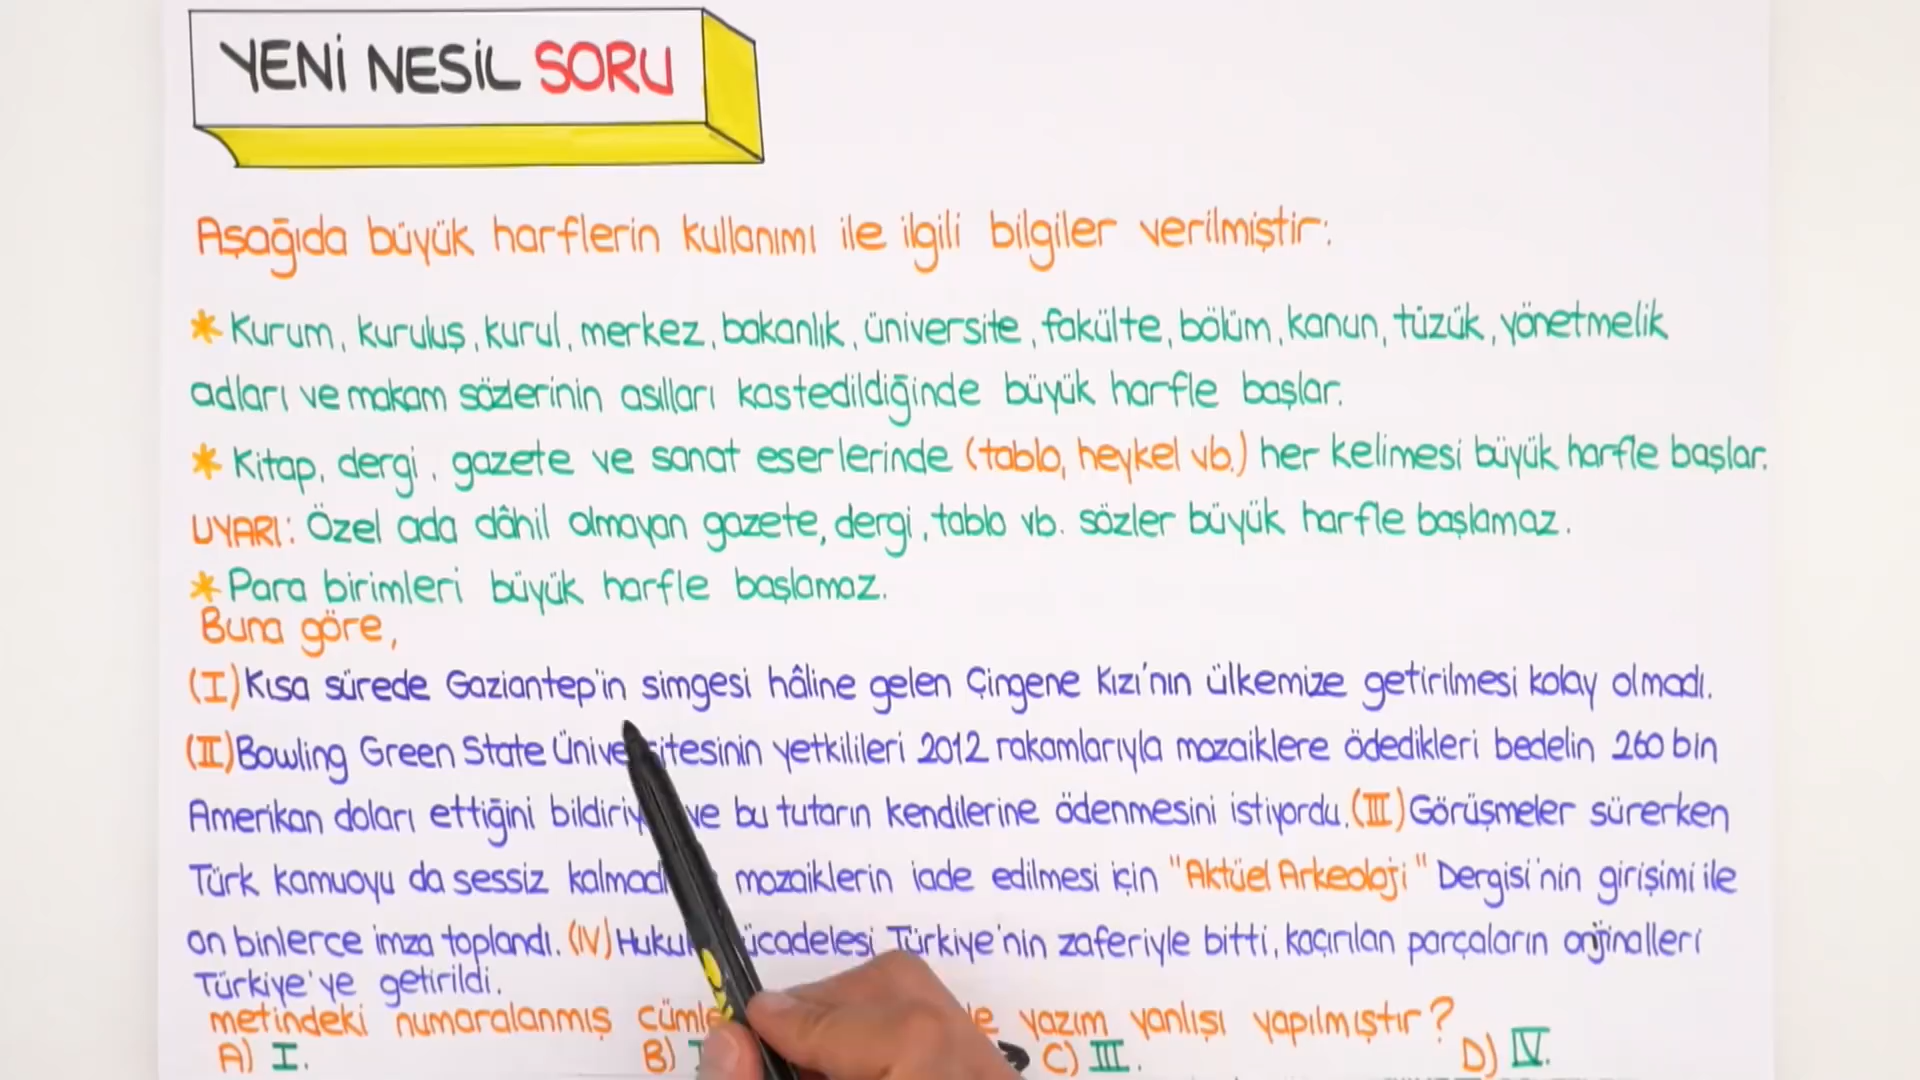 YENİ NESİL SORU
Aşağıda büyük harflerin kullanımı ile ilgili bilgiler verilmiştir:
* Kurum, kuruluş, kurul, merkez, bakanlık, üniversite, fakülte, bölüm, kanun, tüzük, yönetmelik
adları ve makam sözlerinin asılları kastedildiğinde büyük harfle başlar.
* Kitap, dergi, gazete ve sanat eserlerinde (tablo, heykel vb.) her kelimesi büyük harfle başlar.
UYARI: Özel ada dâhil olmayan gazete, dergi, tablo vb. sözler büyük harfle başlamaz.
* Para birimleri büyük harfle başlamaz.
Buna göre,
(I) Kısa sürede Gaziantep'in simgesi hâline gelen Çingene Kızı'nın ülkemize getirilmesi kolay olmadı.
(II) Bowling Green State yetkilileri 2012 rakamlarıyla mozaiklere ödedikleri bedelin 260 bin
Amerikan doları ettiğini ve bu tutarın kendilerine ödenmesini istiyordu. (III) Görüşmeler sürerken
Türk kamuoyu da sessiz mozaiklerin iade edilmesi için "Aktüel Arkeoloji" Dergisi'nin girişimi ile
on binlerce imza toplandı. (IV) Türkiye'nin zaferiyle bitti, kaçırılan parçaların orijinalleri
Türkiye'ye getirildi.
metindeki numaralanmış yazım yanlışı yapılmıştır?
A) I. B) C) III. D) IV.